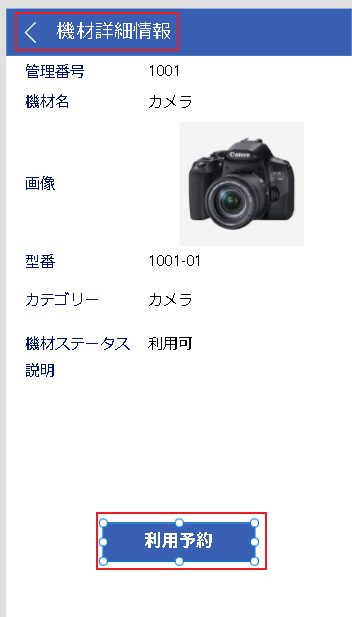 機材詳細情報
管理番号 1001
機材名 カメラ
Canon
画像
型番 1001-01
カテゴリー カメラ
機材ステータス 利用可
説明
利用予約